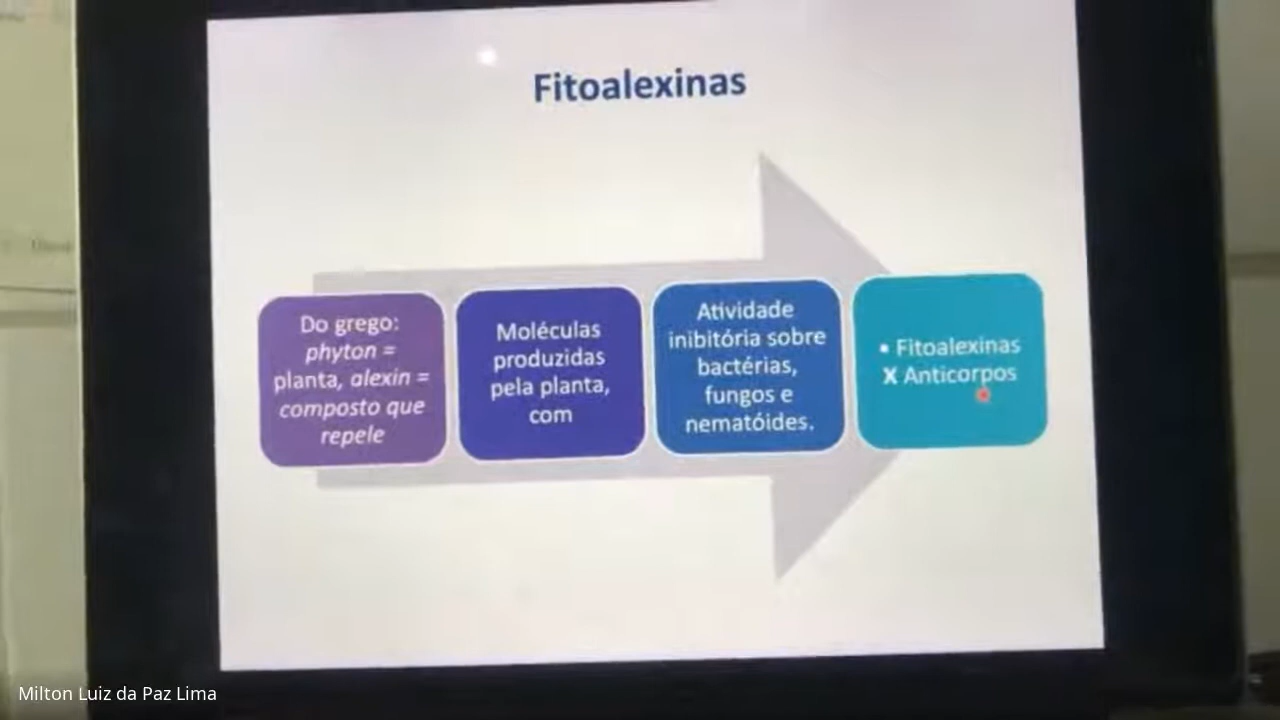 Fitoalexinas
Do grego:
phyton =
planta, alexin =
composto que
repele
Moléculas
produzidas
pela planta,
com
Atividade
inibitória sobre
bactérias,
fungos e
nematóides.
▪ Fitoalexinas
X Anticorpos
Milton Luiz da Paz Lima